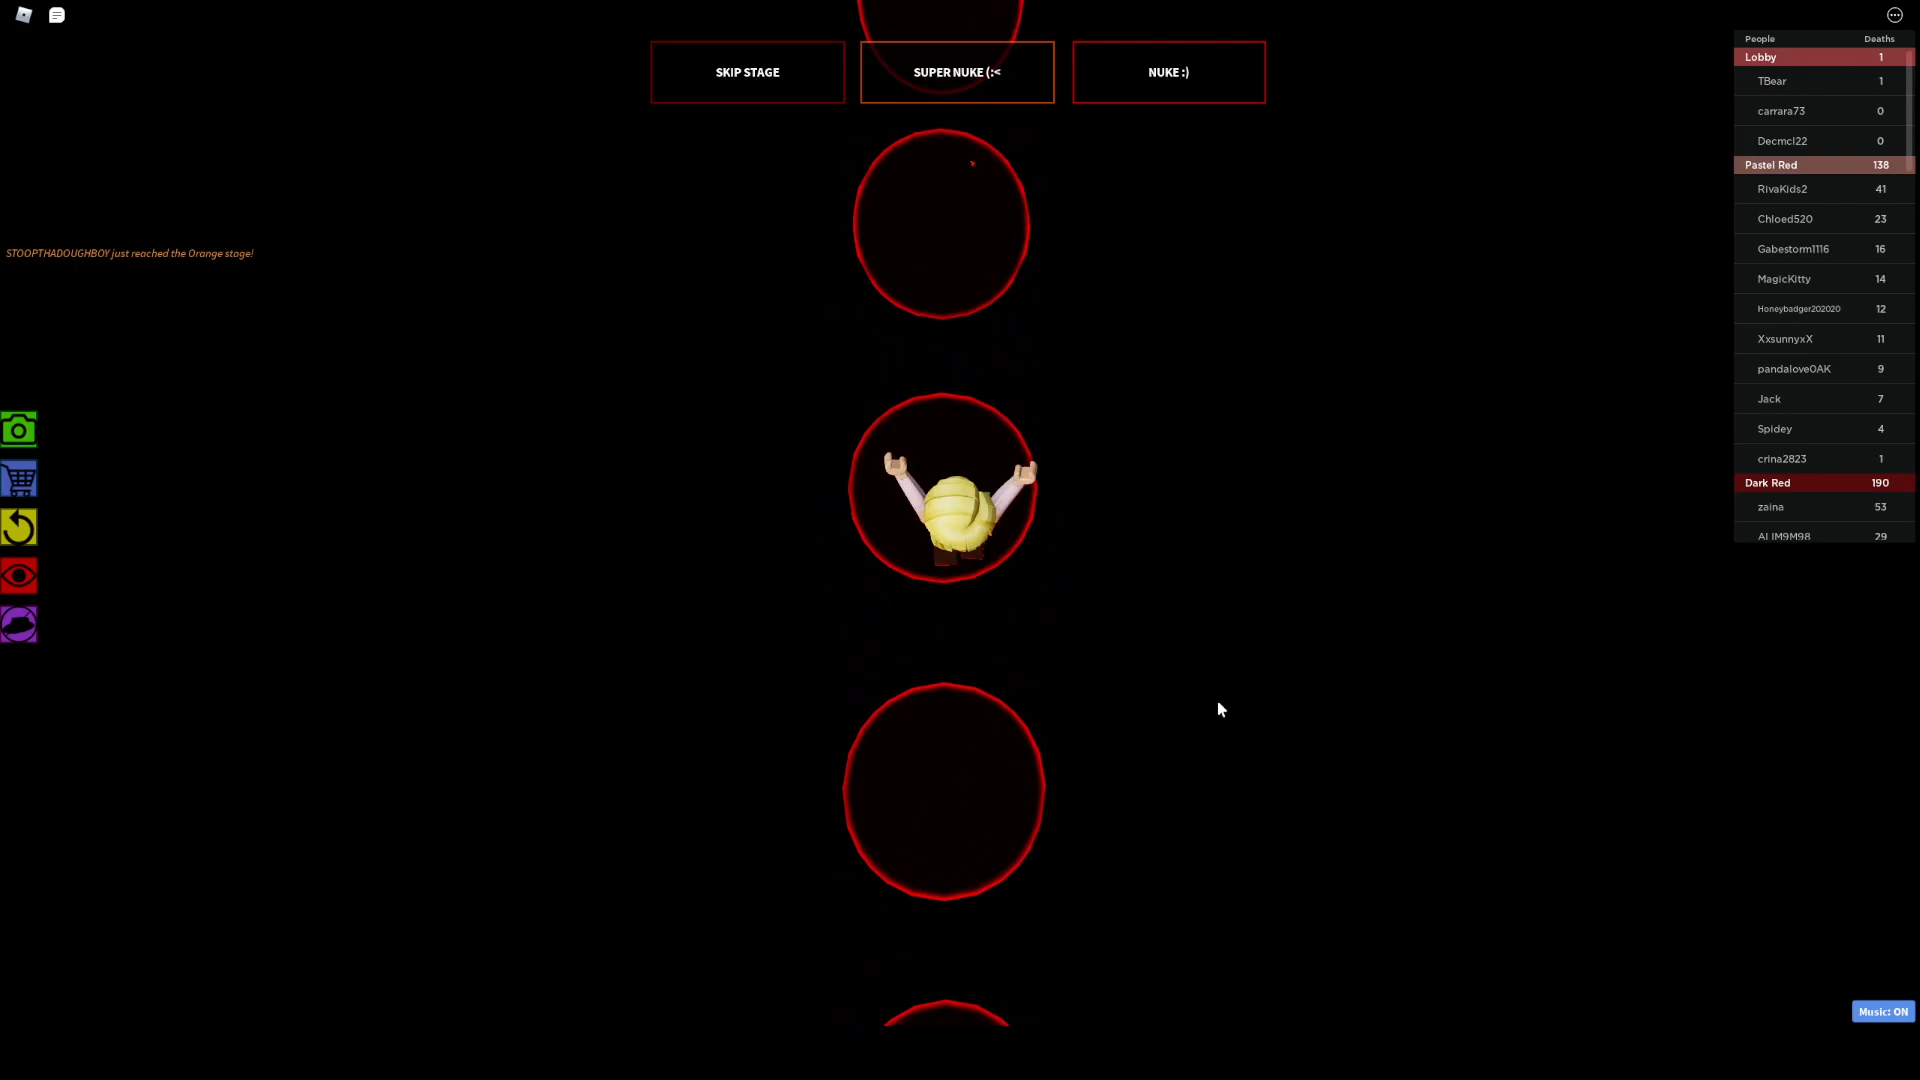 SKIP STAGE
SUPER NUKE (:<
NUKE :)
STOOPTHADOUGHBOY just reached the Orange stage!
People Deaths
Lobby 1
TBear 1
carrara73 0
Decmcl22 0
Pastel Red 138
RivaKids2 41
Chloed520 23
Gabestorm1116 16
MagicKitty 14
Honeybadger202020 12
XxsunnyxX 11
pandalove0AK 9
Jack 7
Spidey 4
crina2823 1
Dark Red 190
zaina 53
29
Music: ON